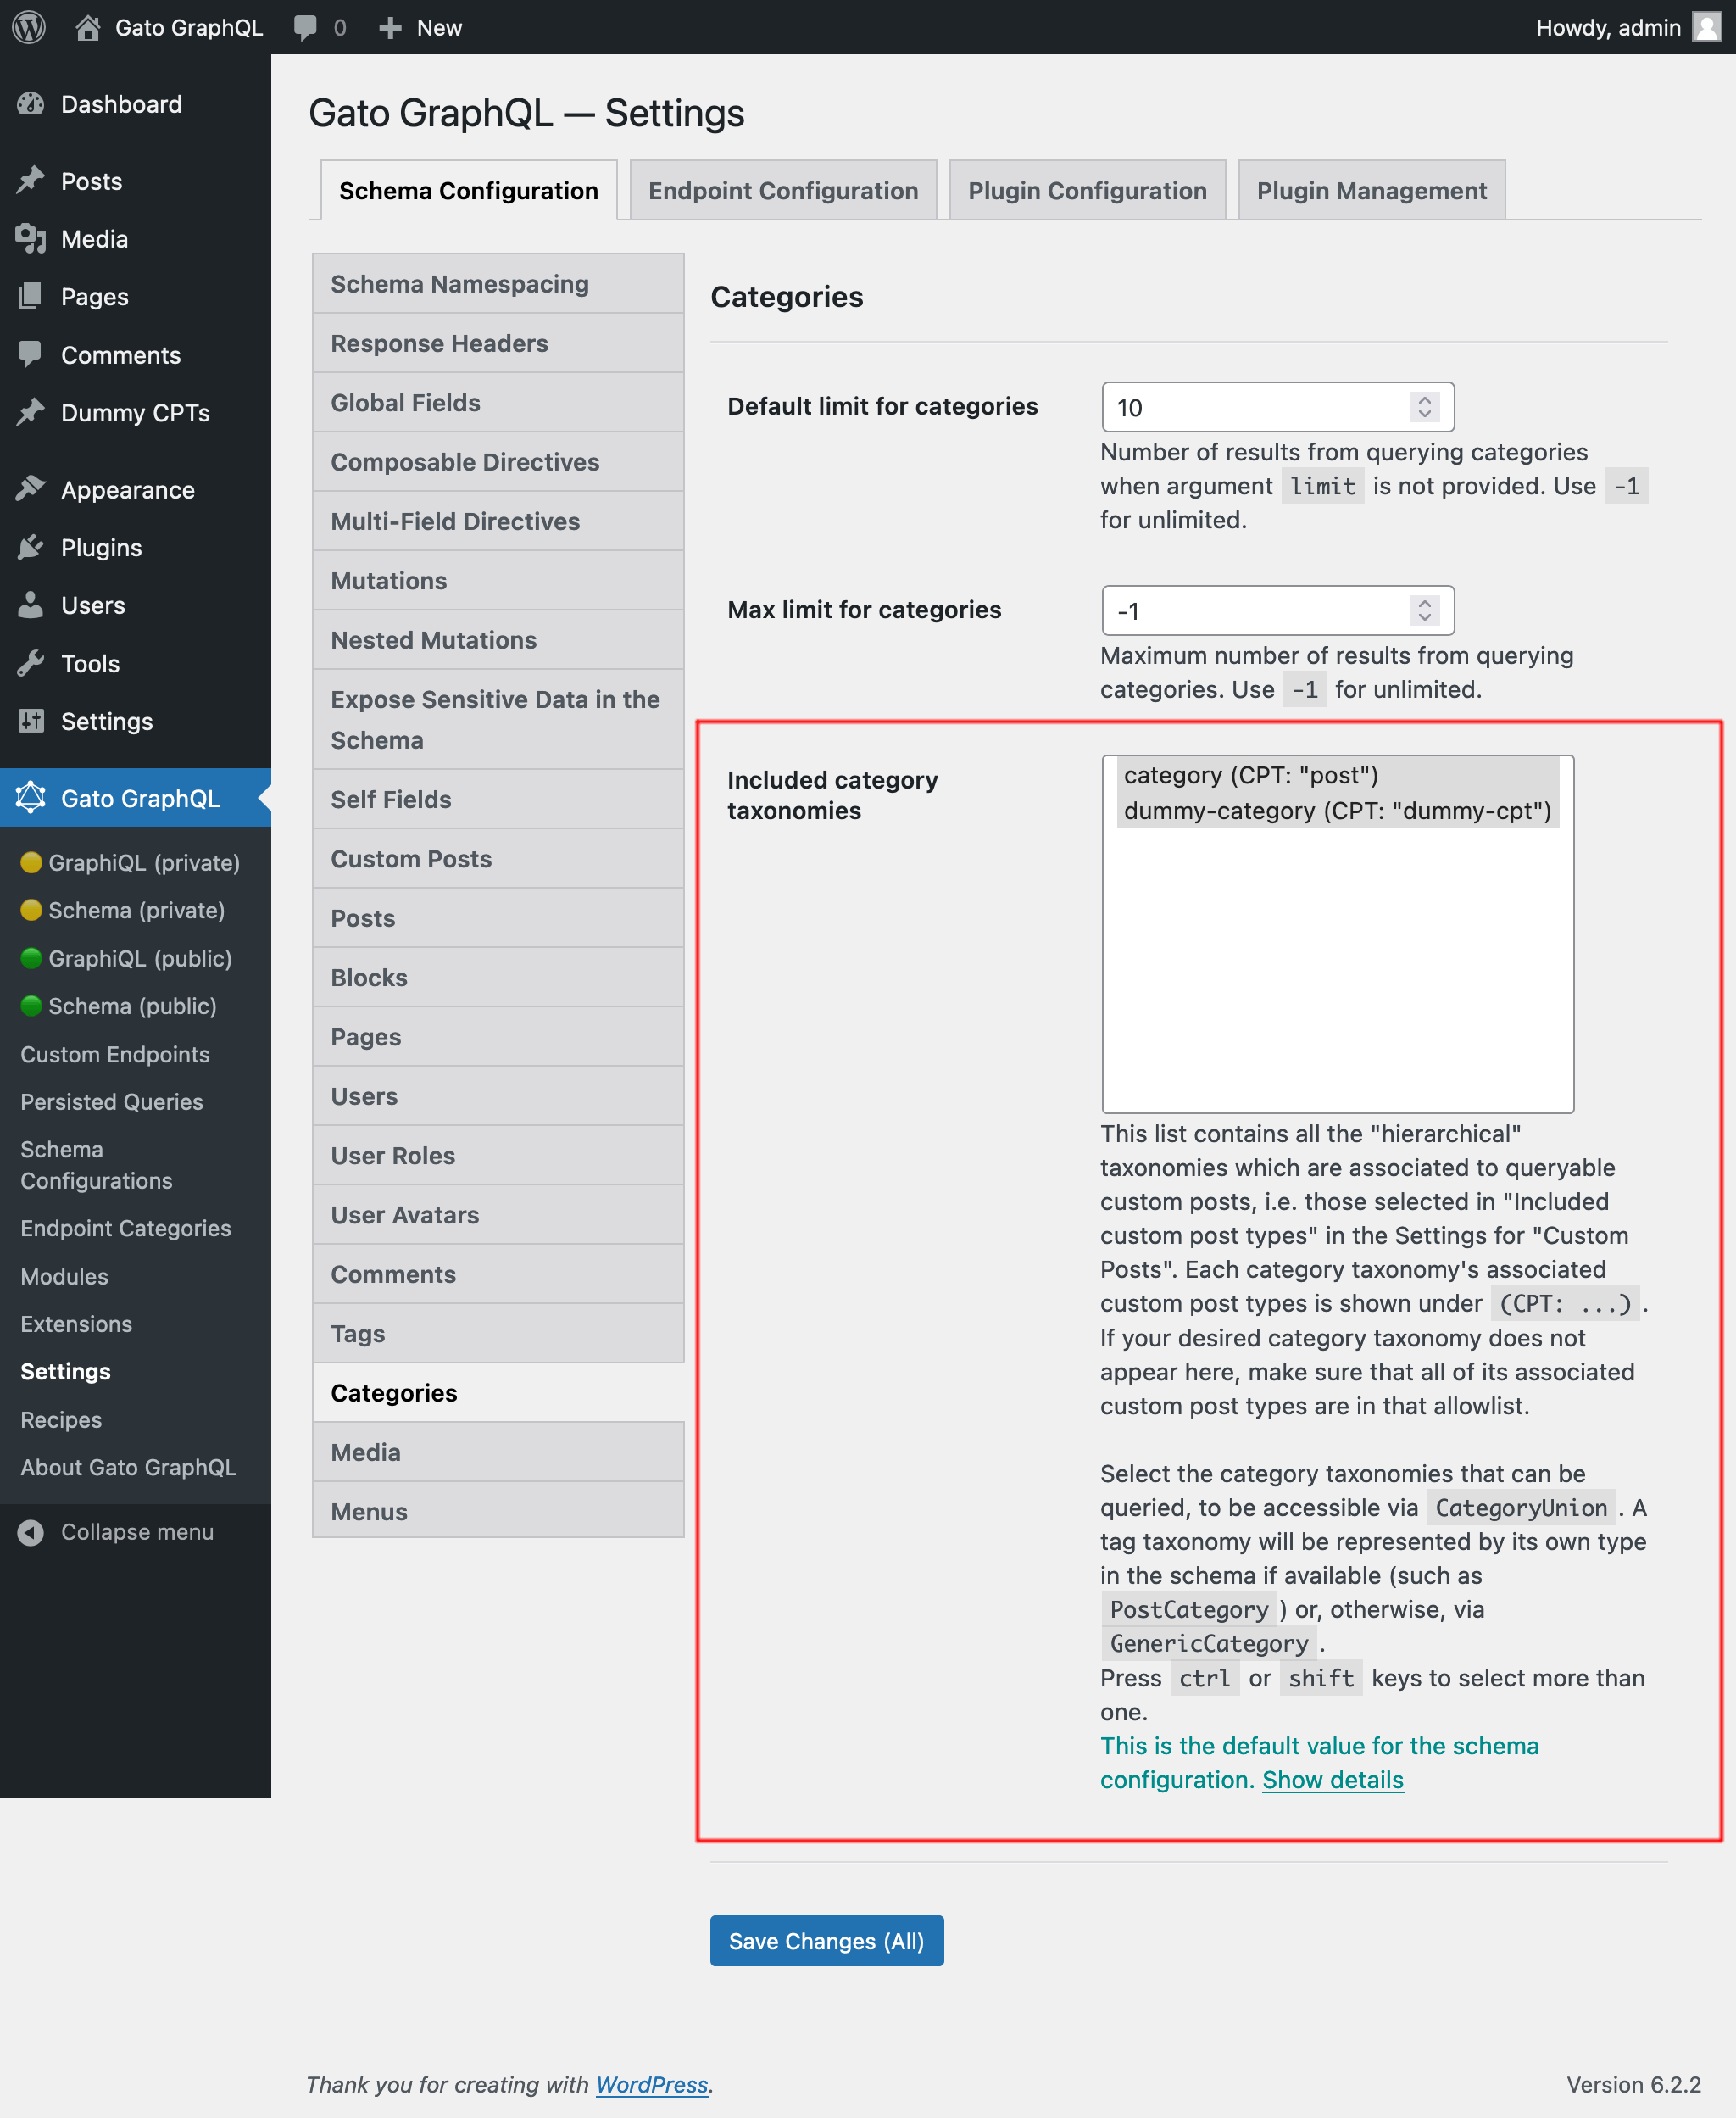 Gato GraphQL
0
New
Howdy, admin
Dashboard
Posts
Media
Pages
Comments
Dummy CPTs
Appearance
Plugins
Users
Tools
Settings
Gato GraphQL
GraphiQL (private)
Schema (private)
GraphiQL (public)
Schema (public)
Custom Endpoints
Persisted Queries
Schema
Configurations
Endpoint Categories
Modules
Extensions
Settings
Recipes
About Gato GraphQL
Collapse menu
Gato GraphQL — Settings
Schema Configuration
Endpoint Configuration
Plugin Configuration
Plugin Management
Schema Namespacing
Response Headers
Global Fields
Composable Directives
Multi-Field Directives
Mutations
Nested Mutations
Expose Sensitive Data in the
Schema
Self Fields
Custom Posts
Posts
Blocks
Pages
Users
User Roles
User Avatars
Comments
Tags
Categories
Media
Menus
Categories
Default limit for categories
10
Number of results from querying categories
when argument limit is not provided. Use -1
for unlimited.
Max limit for categories
-1
Maximum number of results from querying
categories. Use -1 for unlimited.
Included category
taxonomies
category (CPT: "post")
dummy-category (CPT: "dummy-cpt")
This list contains all the "hierarchical"
taxonomies which are associated to queryable
custom posts, i.e. those selected in "Included
custom post types" in the Settings for "Custom
Posts". Each category taxonomy's associated
custom post types is shown under (CPT: ...) .
If your desired category taxonomy does not
appear here, make sure that all of its associated
custom post types are in that allowlist.
Select the category taxonomies that can be
queried, to be accessible via CategoryUnion . A
tag taxonomy will be represented by its own type
in the schema if available (such as
PostCategory ) or, otherwise, via
GenericCategory .
Press ctrl or shift keys to select more than
one.
This is the default value for the schema
configuration. Show details
Save Changes (All)
Thank you for creating with WordPress.
Version 6.2.2